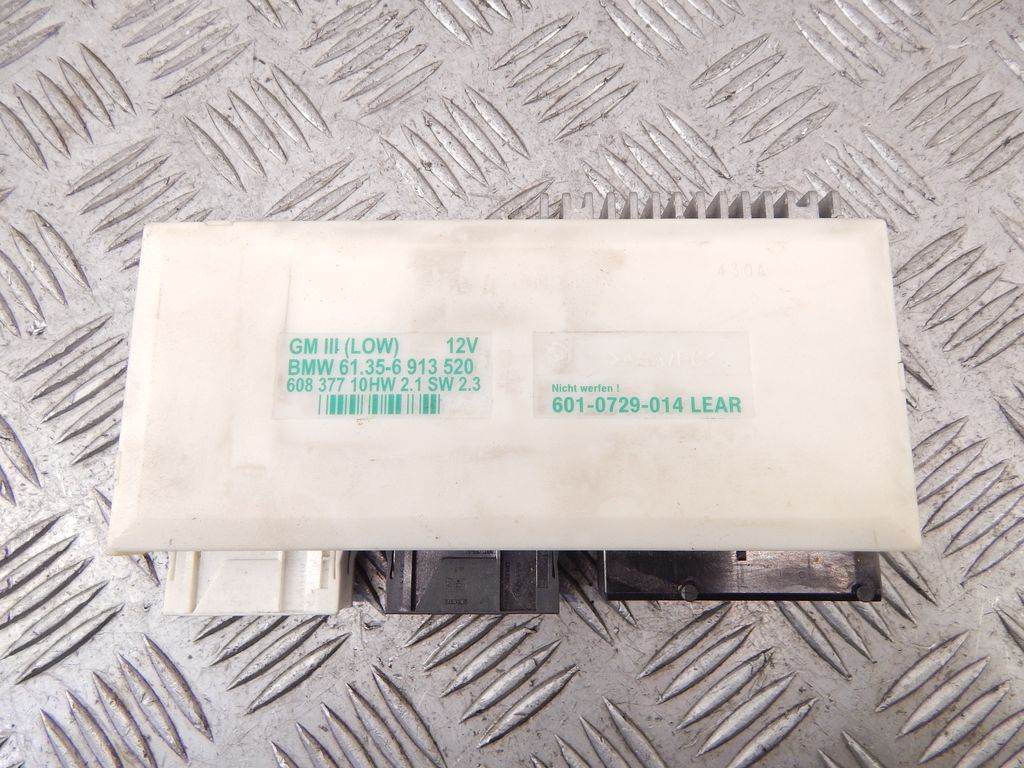 430A
GM III (LOW) 12V
BMW 61.35-6 913 520
608 377 10HW 2.1 SW 2.3
Nicht werfen !
601-0729-014 LEAR